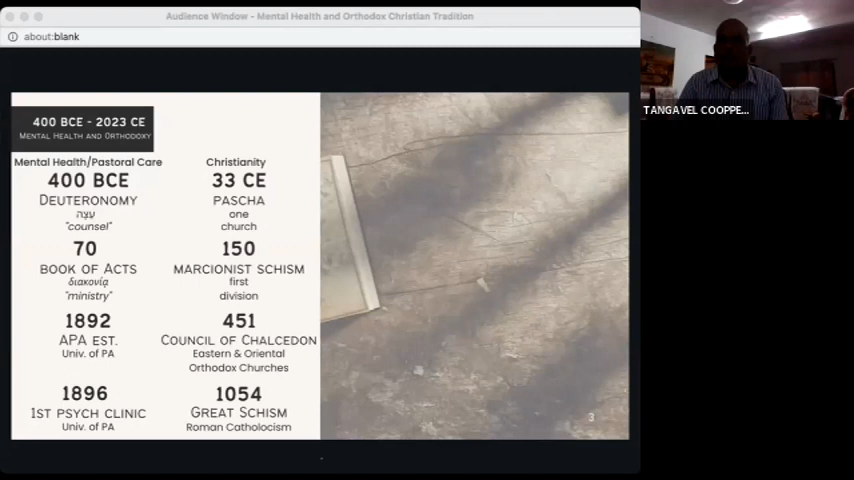 Audience Window - Mental Health and Orthodox Christian Tradition
about:blank
400 BCE - 2023 CE
Mental Health and Orthodoxy
Mental Health/Pastoral Care
400 BCE
Deuteronomy
עֵצָה
"counsel"
70
Book of Acts
διακονία
"ministry"
1892
APA est.
Univ. of PA
1896
1st psych clinic
Univ. of PA
Christianity
33 CE
Pascha
one
church
150
Marcionist Schism
first
division
451
Council of Chalcedon
Eastern & Oriental
Orthodox Churches
1054
Great Schism
Roman Catholocism
3
TANGAVEL COOPPE...